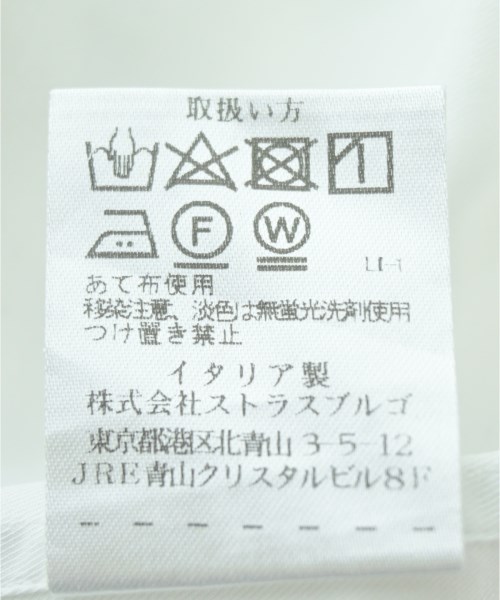 取扱い方
F W
LI-1
あて布使用
移染注意、淡色は無蛍光洗剤使用
つけ置き禁止
イタリア製
株式会社ストラスブルゴ
東京都港区北青山 3-5-12
JRE青山クリスタルビル8F